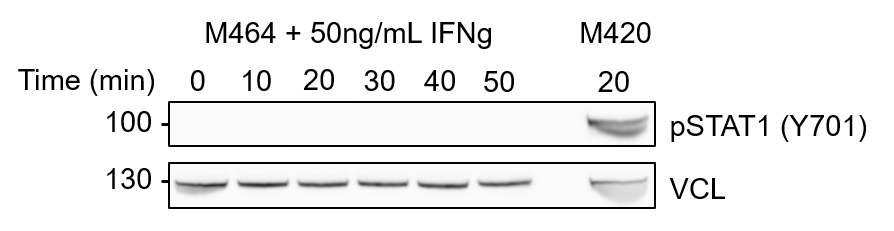 M464 + 50ng/mL IFNg M420
Time (min) 0 10 20 30 40 50 20
100 pSTAT1 (Y701)
130 VCL